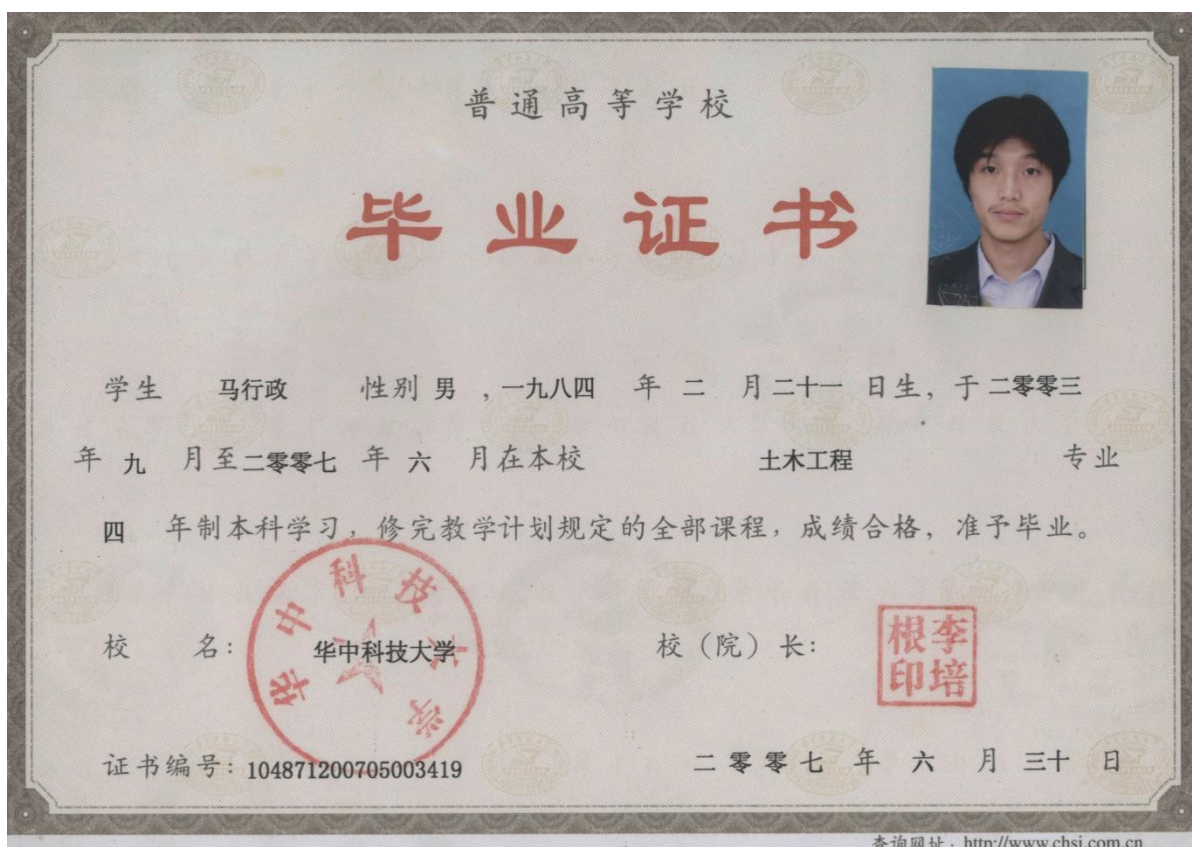 普通高等学校
毕业证书
学生 马行政 性别 男 ，一九八四 年 二 月 二十一 日生，于 二零零三
年 九 月至 二零零七 年 六 月在本校 土木工程 专业
四 年制本科学习，修完教学计划规定的全部课程，成绩合格，准予毕业。
华中科技大学
校 名： 华中科技大学 校（院）长：
李培根印
证书编号：104871200705003419 二零零七 年 六 月 三十 日
查询网址：http://www.chsi.com.cn